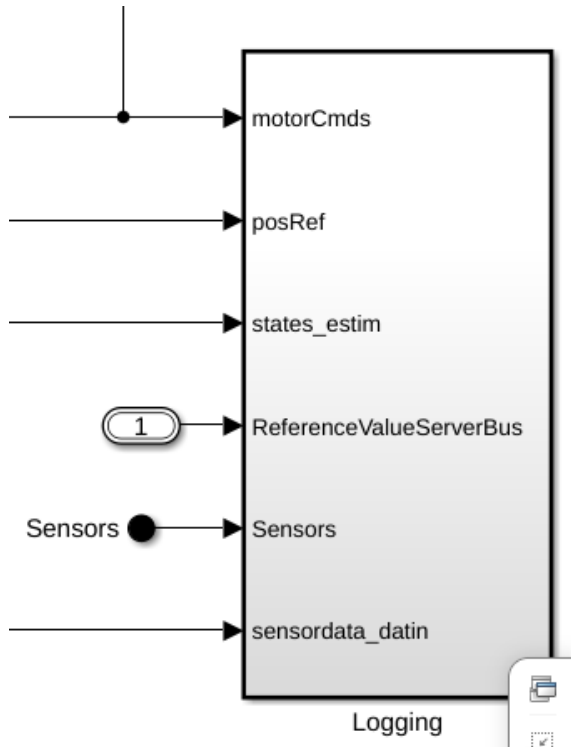 motorCmds
posRef
states_estim
1
ReferenceValueServerBus
Sensors
Sensors
sensordata_datin
Logging